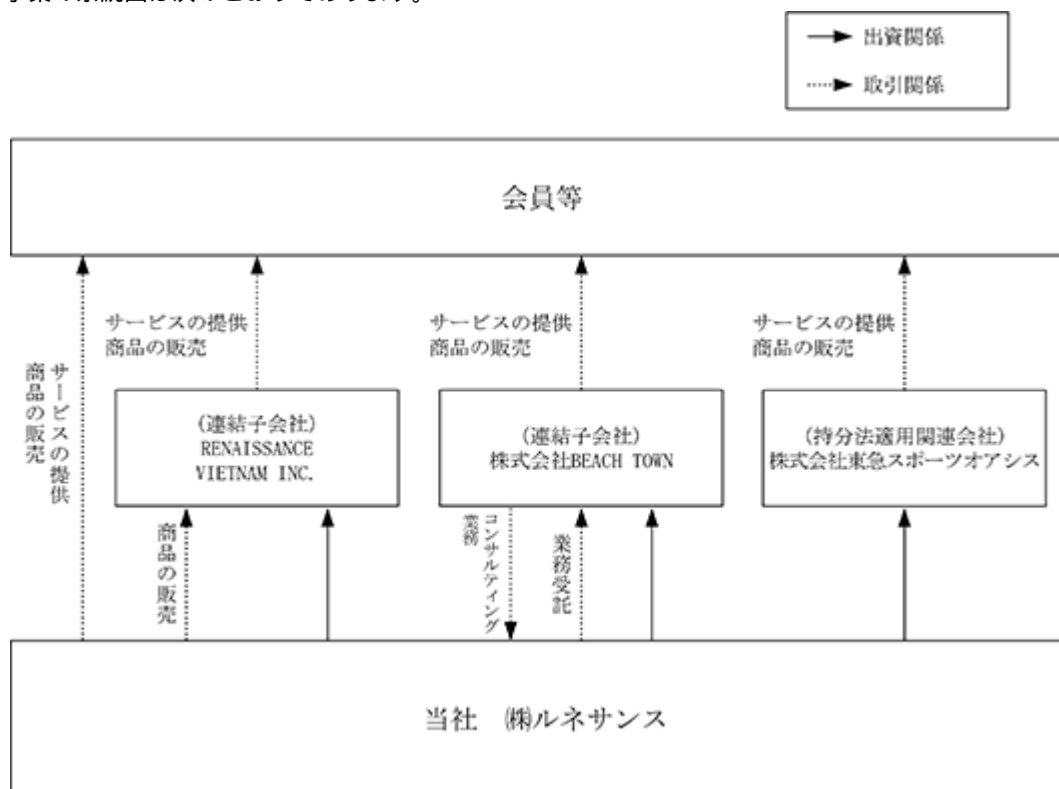 事業の系統図は次のとおりであります。
出資関係
取引関係
会員等
サービスの提供
商品の販売
サービスの提供
商品の販売
サービスの提供
商品の販売
サービスの提供
商品の販売
(連結子会社)
RENAISSANCE
VIETNAM INC.
(連結子会社)
株式会社BEACH TOWN
(持分法適用関連会社)
株式会社東急スポーツオアシス
商品の販売
コンサルティング
業務
業務受託
当社 ㈱ルネサンス